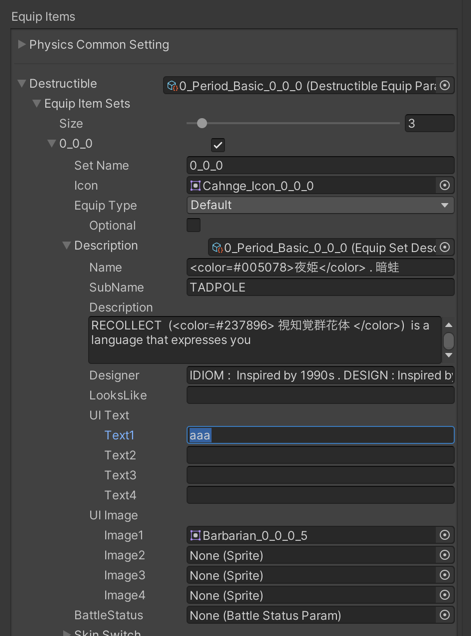 Equip Items
Physics Common Setting
Destructible 0_Period_Basic_0_0_0 (Destructible Equip Para
Equip Item Sets
Size 3
0_0_0
Set Name 0_0_0
Icon Cahnge_Icon_0_0_0
Equip Type Default
Optional
Description 0_Period_Basic_0_0_0 (Equip Set Desc
Name <color=#005078>夜姫</color> . 暗蛙
SubName TADPOLE
Description
RECOLLECT (<color=#237896> 視知覚群花体 </color>) is a
language that expresses you
Designer IDIOM : Inspired by 1990s . DESIGN : Inspired by
LooksLike
UI Text
Text1 aaa
Text2
Text3
Text4
UI Image
Image1 Barbarian_0_0_0_5
Image2 None (Sprite)
Image3 None (Sprite)
Image4 None (Sprite)
BattleStatus None (Battle Status Param)
Skin Switch